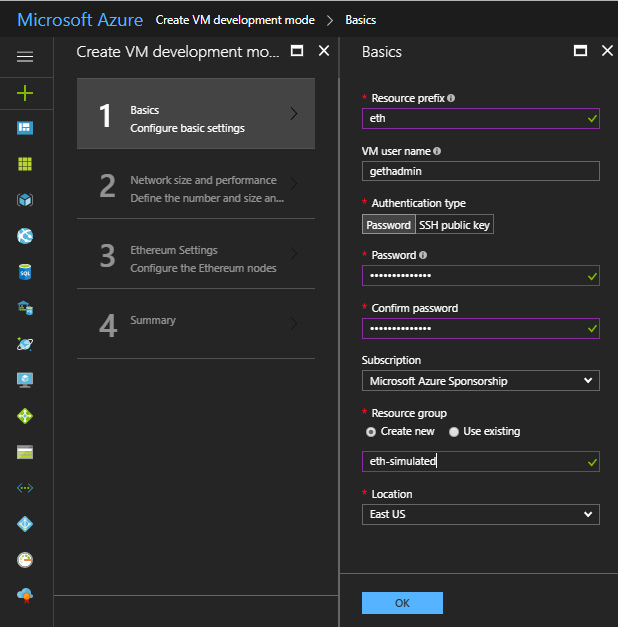 Microsoft Azure Create VM development mode > Basics
Create VM development mo...
1
Basics
Configure basic settings
2
Network size and performance
Define the number and size an...
3
Ethereum Settings
Configure the Ethereum nodes
4
Summary
Basics
* Resource prefix
eth
VM user name
gethadmin
* Authentication type
Password SSH public key
* Password
••••••••••••••
* Confirm password
••••••••••••••
Subscription
Microsoft Azure Sponsorship
* Resource group
Create new Use existing
eth-simulated
* Location
East US
OK
SQL